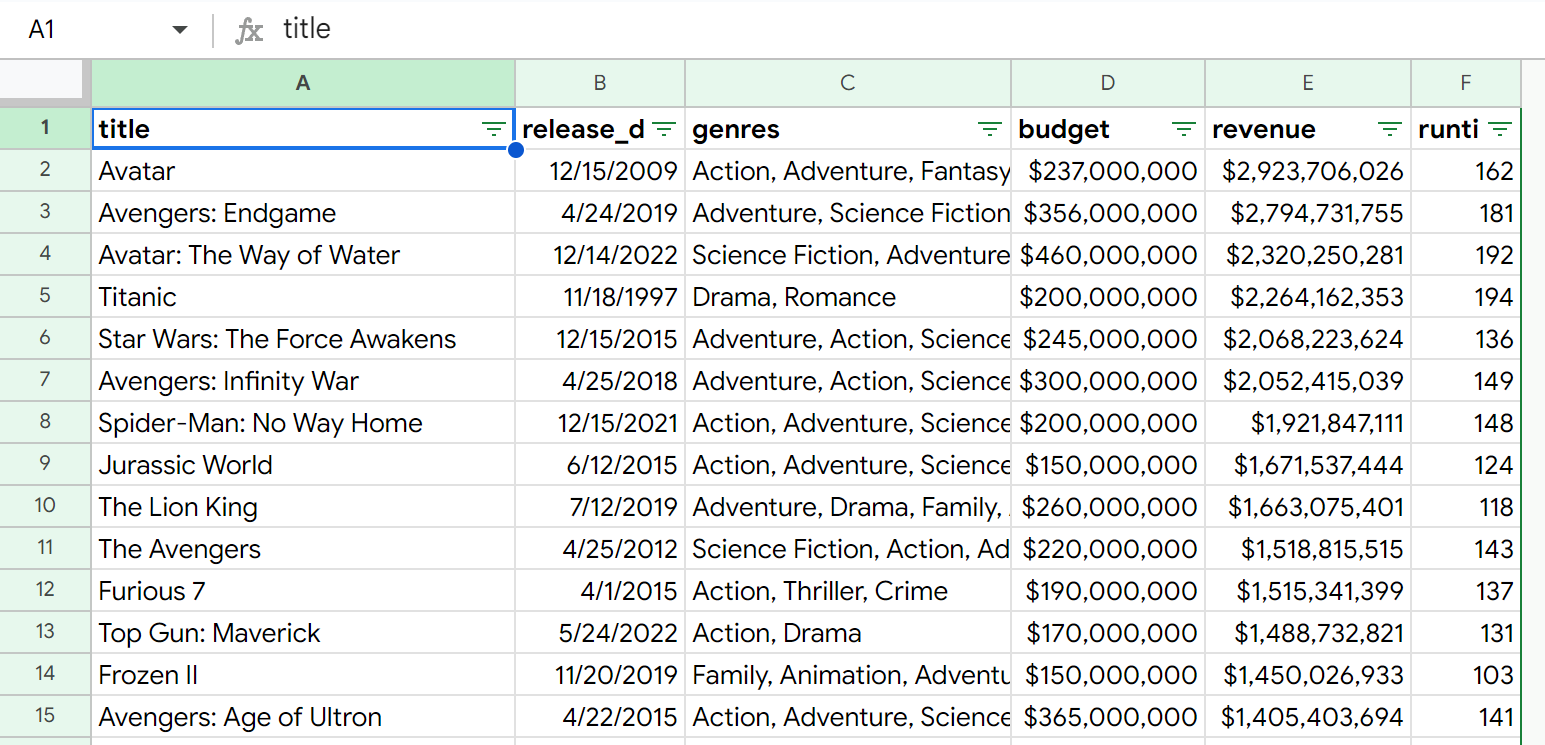 A1 fx title
A B C D E F
1 title release_d genres budget revenue runti
2 Avatar 12/15/2009 Action, Adventure, Fantasy $237,000,000 $2,923,706,026 162
3 Avengers: Endgame 4/24/2019 Adventure, Science Fiction $356,000,000 $2,794,731,755 181
4 Avatar: The Way of Water 12/14/2022 Science Fiction, Adventure $460,000,000 $2,320,250,281 192
5 Titanic 11/18/1997 Drama, Romance $200,000,000 $2,264,162,353 194
6 Star Wars: The Force Awakens 12/15/2015 Adventure, Action, Science $245,000,000 $2,068,223,624 136
7 Avengers: Infinity War 4/25/2018 Adventure, Action, Science $300,000,000 $2,052,415,039 149
8 Spider-Man: No Way Home 12/15/2021 Action, Adventure, Science $200,000,000 $1,921,847,111 148
9 Jurassic World 6/12/2015 Action, Adventure, Science $150,000,000 $1,671,537,444 124
10 The Lion King 7/12/2019 Adventure, Drama, Family, $260,000,000 $1,663,075,401 118
11 The Avengers 4/25/2012 Science Fiction, Action, Ad $220,000,000 $1,518,815,515 143
12 Furious 7 4/1/2015 Action, Thriller, Crime $190,000,000 $1,515,341,399 137
13 Top Gun: Maverick 5/24/2022 Action, Drama $170,000,000 $1,488,732,821 131
14 Frozen II 11/20/2019 Family, Animation, Adventu $150,000,000 $1,450,026,933 103
15 Avengers: Age of Ultron 4/22/2015 Action, Adventure, Science $365,000,000 $1,405,403,694 141